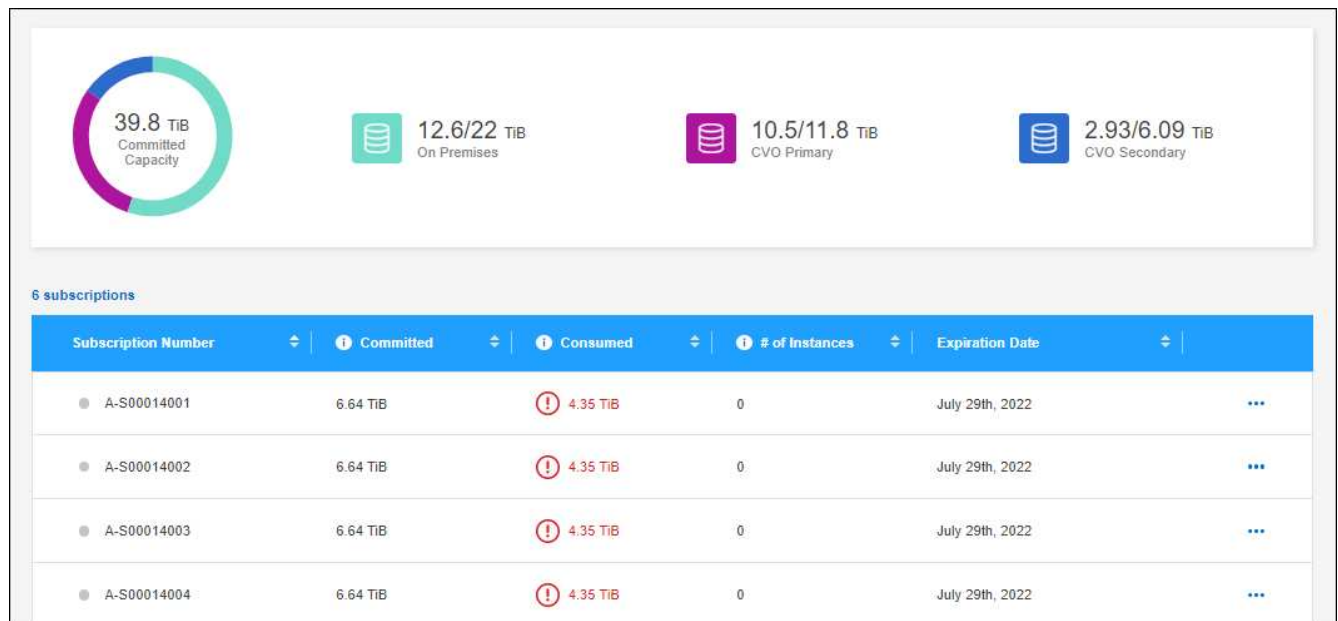 39.8 TiB
Committed
Capacity
12.6/22 TiB
On Premises
10.5/11.8 TiB
CVO Primary
2.93/6.09 TiB
CVO Secondary
6 subscriptions
Subscription Number Committed Consumed # of Instances Expiration Date
A-S00014001 6.64 TiB 4.35 TiB 0 July 29th, 2022
A-S00014002 6.64 TiB 4.35 TiB 0 July 29th, 2022
A-S00014003 6.64 TiB 4.35 TiB 0 July 29th, 2022
A-S00014004 6.64 TiB 4.35 TiB 0 July 29th, 2022